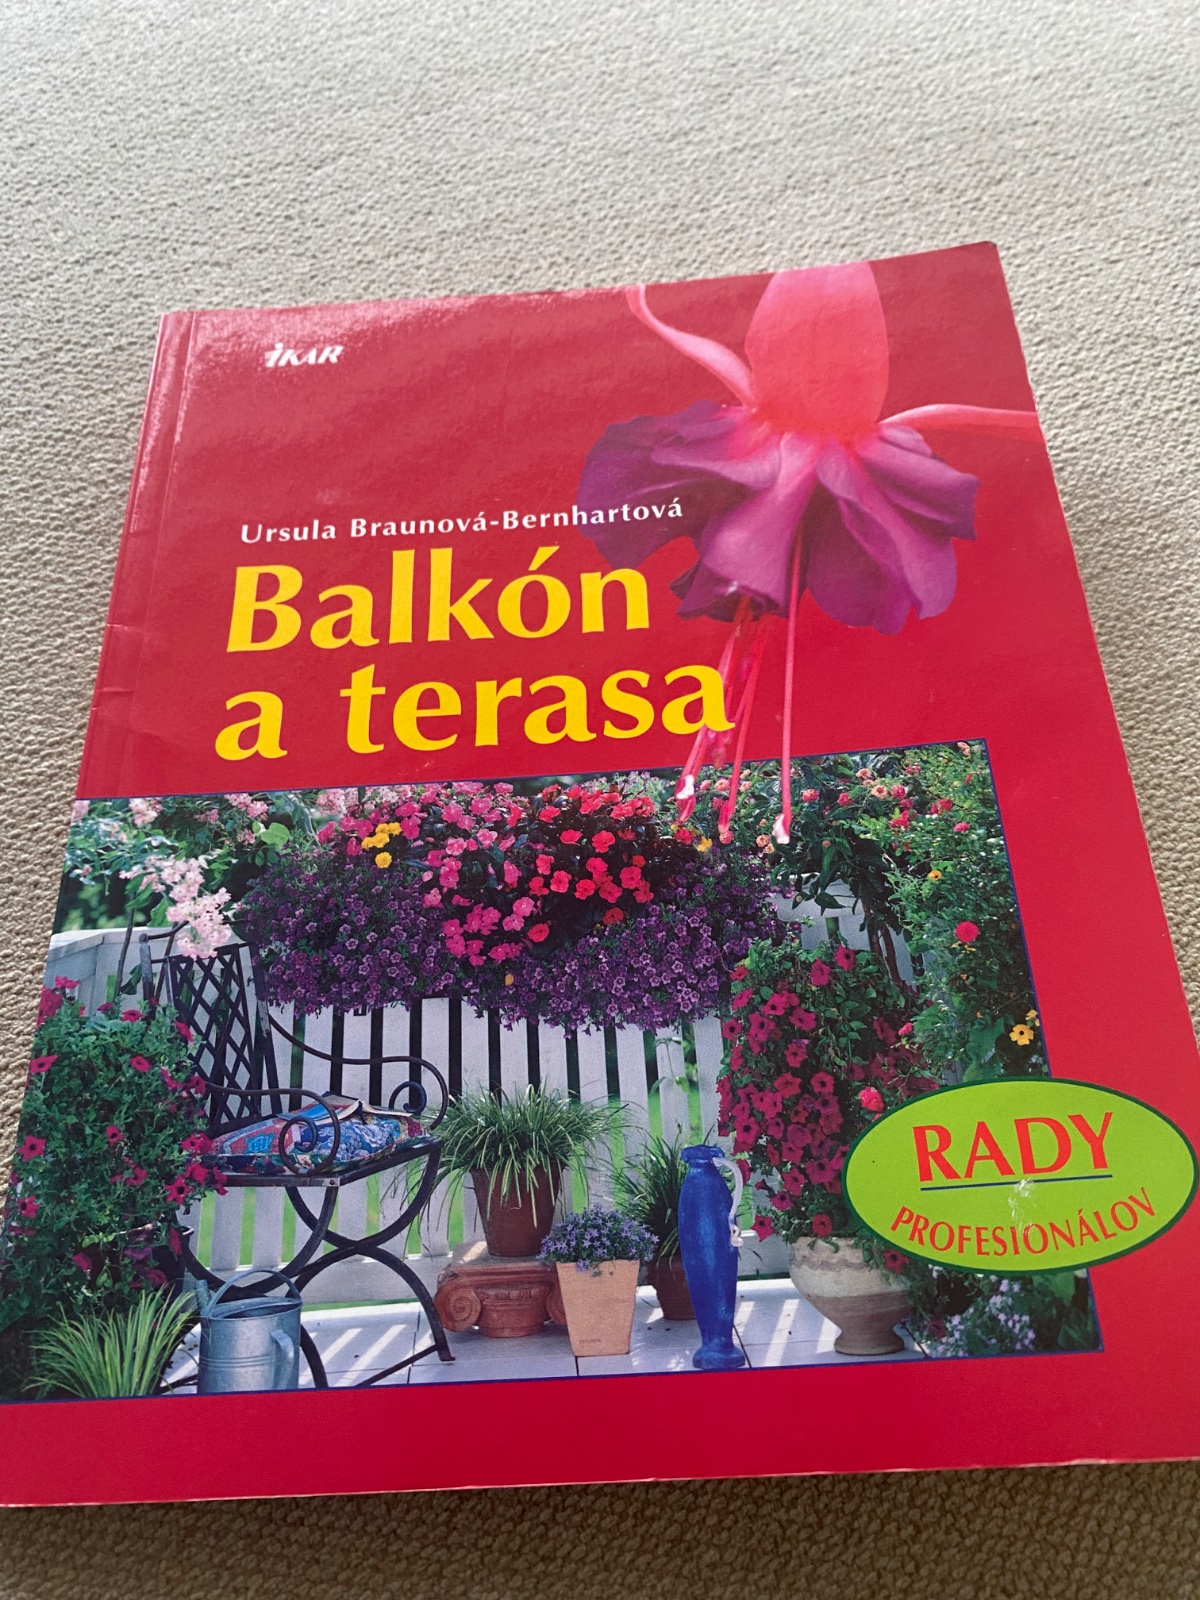 iKAR
Ursula Braunová-Bernhartová
Balkón
a terasa
RADY
PROFESIONÁLOV